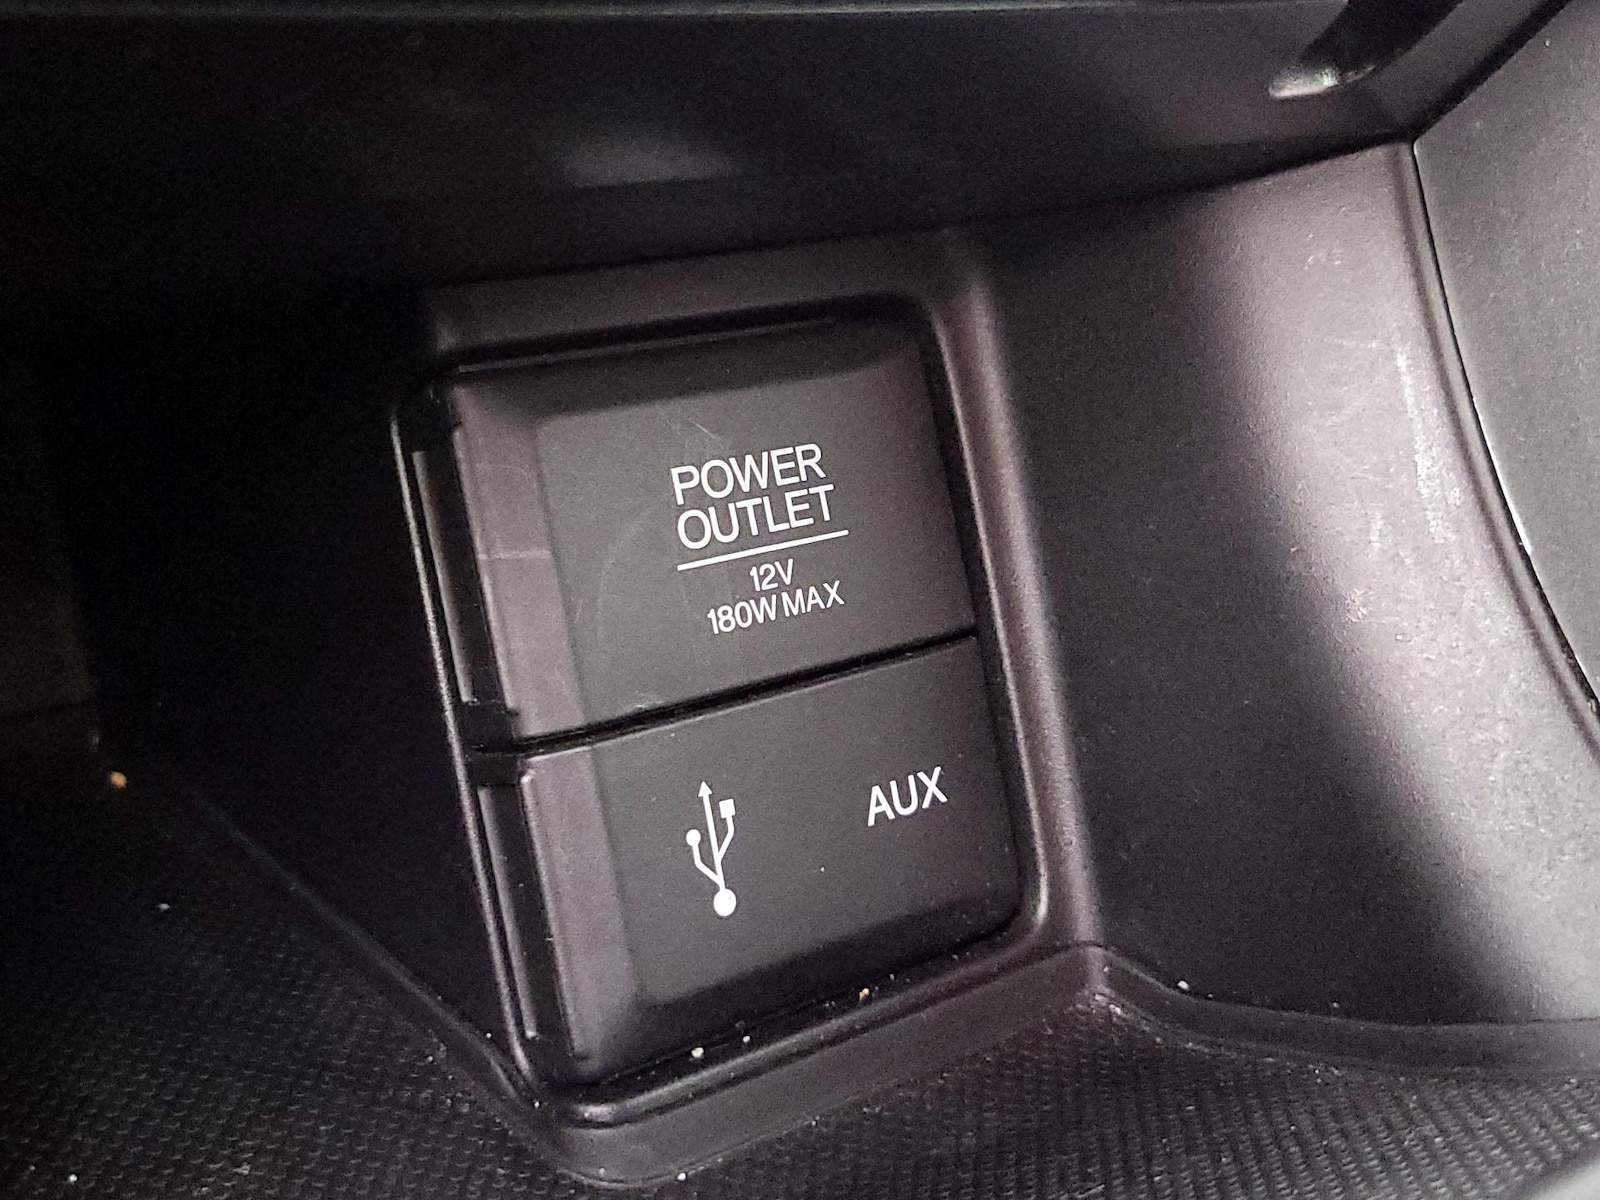 POWER
OUTLET
12V
180W MAX
AUX